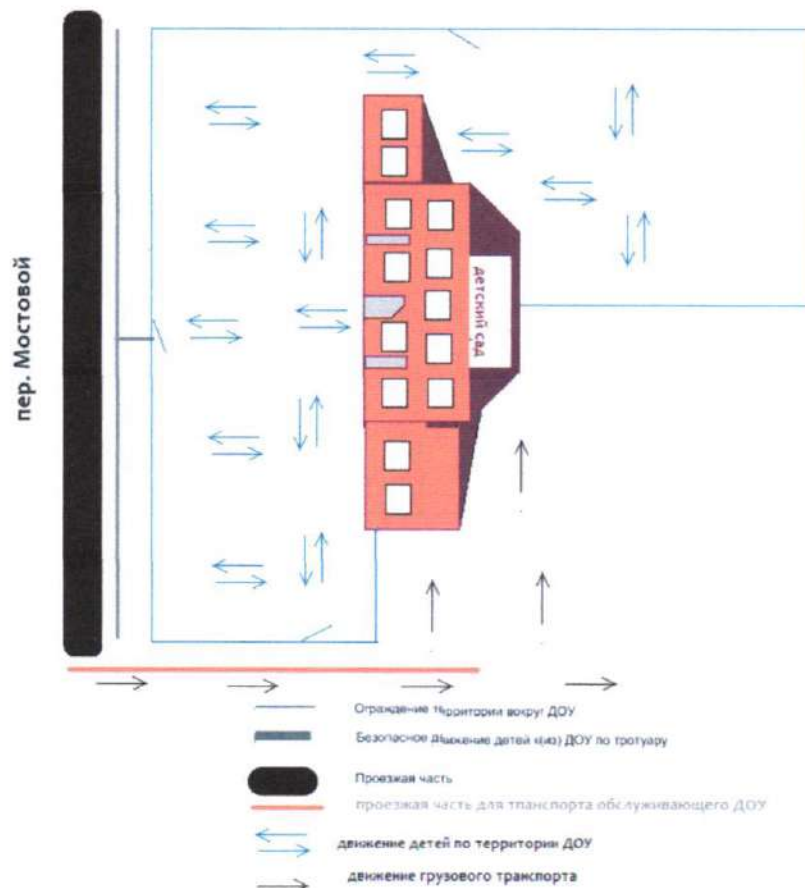 пер. Мостовой
детский сад
Ограждение территории вокруг ДОУ
Безопасное движение детей к(из) ДОУ по тротуару
Проезжая часть
проезжая часть для транспорта обслуживающего ДОУ
движение детей по территории ДОУ
движение грузового транспорта